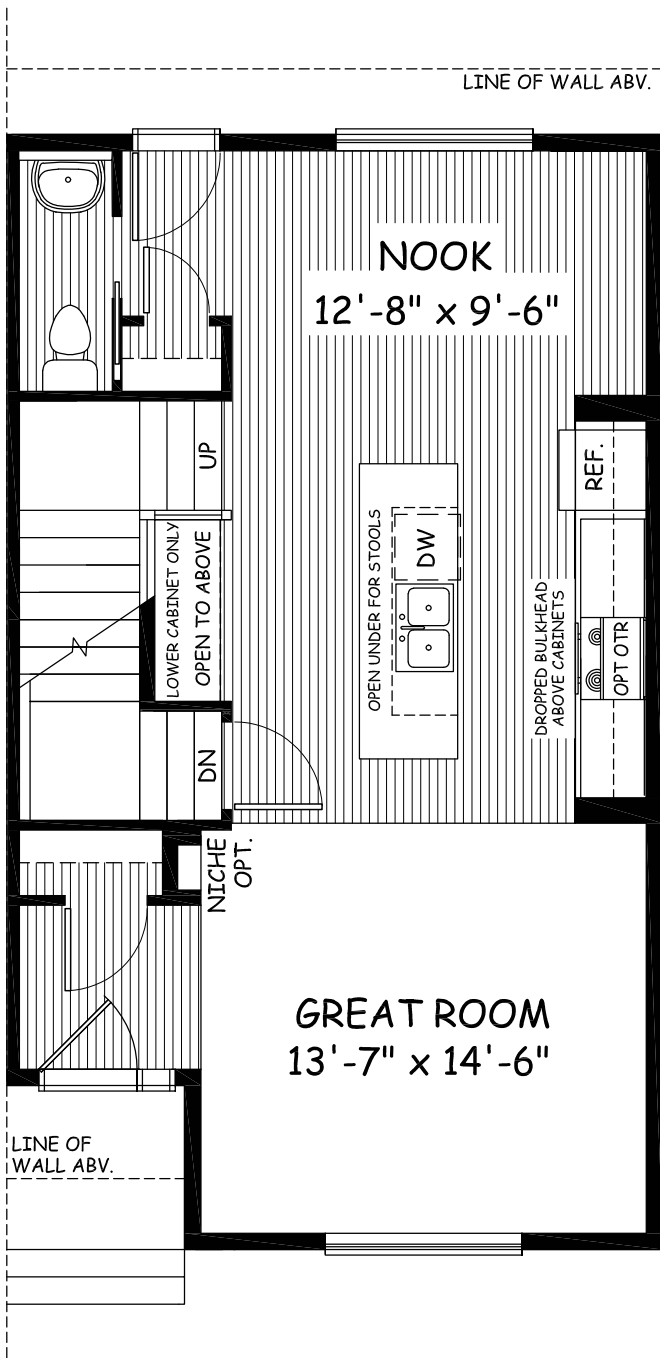 LINE OF WALL ABV.
NOOK
12'-8" x 9'-6"
UP
REF.
LOWER CABINET ONLY
OPEN TO ABOVE
OPEN UNDER FOR STOOLS
DW
DROPPED BULKHEAD
ABOVE CABINETS
OPT OTR
N
DN
NICHE
OPT.
GREAT ROOM
13'-7" x 14'-6"
LINE OF
WALL ABV.